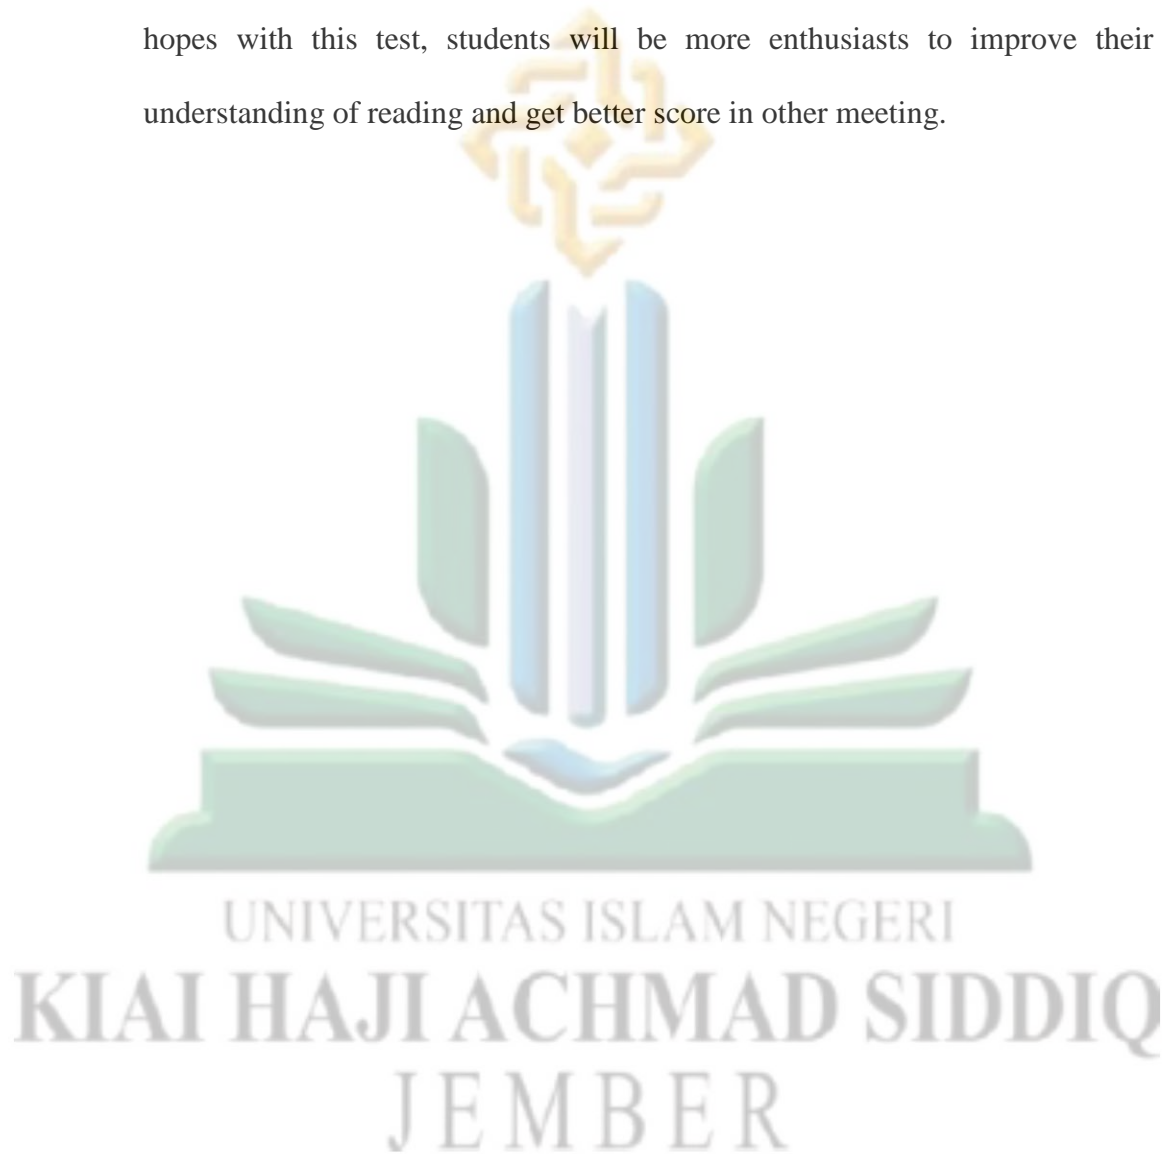 hopes with this test, students will be more enthusiasts to improve their
understanding of reading and get better score in other meeting.
UNIVERSITAS ISLAM NEGERI
KIAI HAJI ACHMAD SIDDIQ
JEMBER